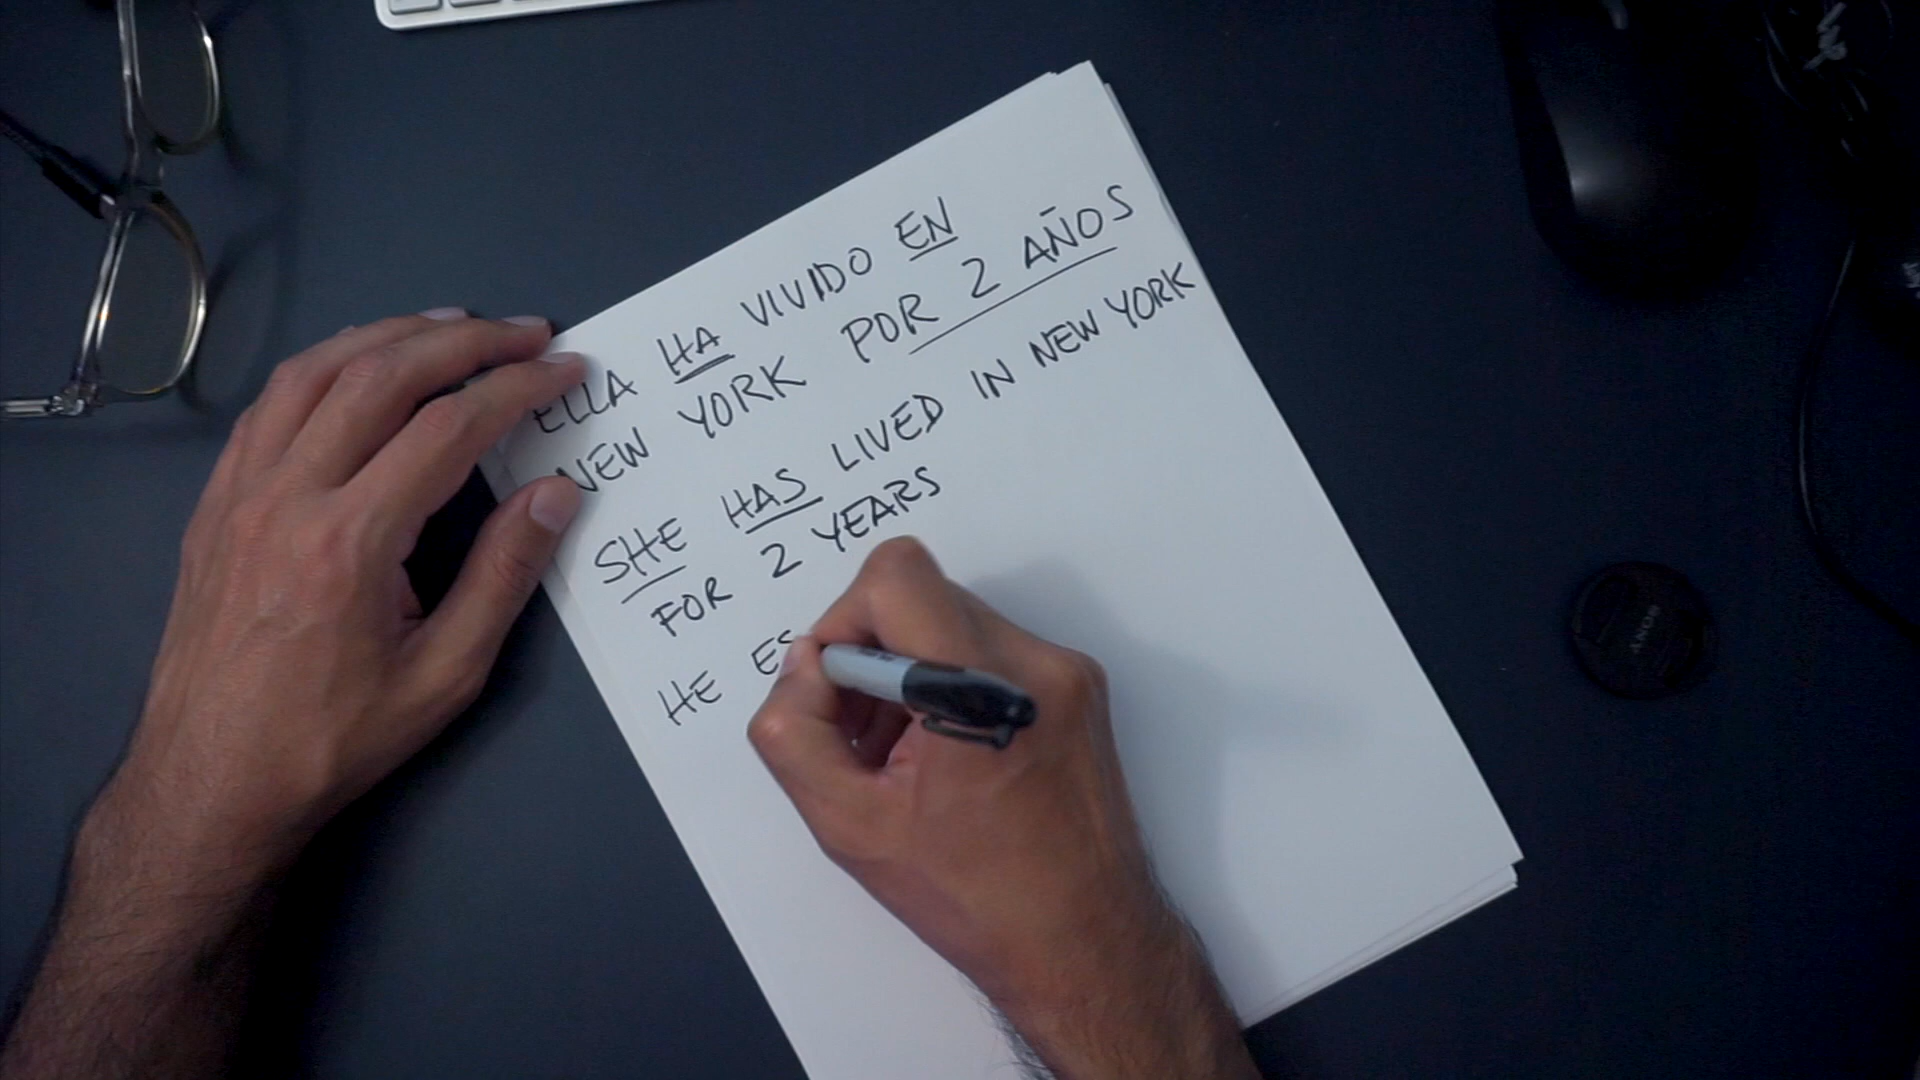 ELLA HA VIVIDO EN
NEW YORK POR 2 AÑOS
SHE HAS LIVED IN NEW YORK
FOR 2 YEARS
HE ES
SONY